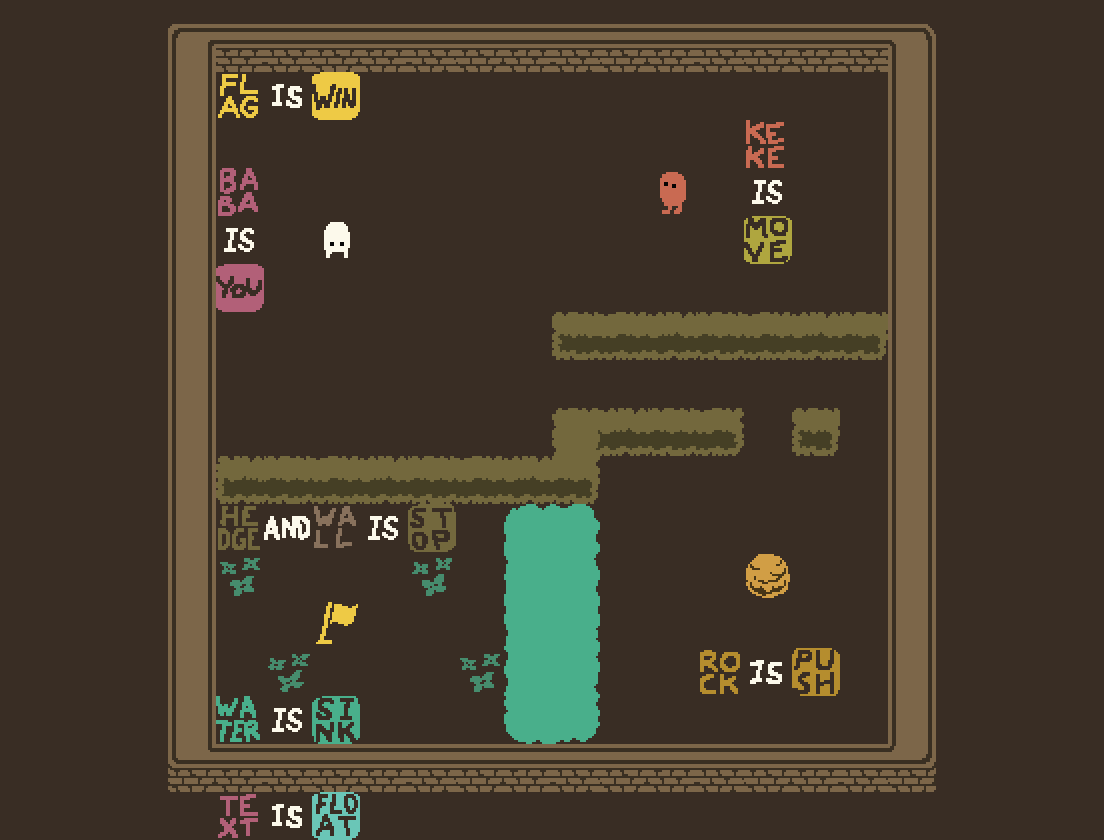 FLAG IS WIN
KEKE
IS
MOVE
BABA
IS
YOU
HEDGE AND WALL IS STOP
ROCK IS PUSH
WATER IS SINK
TEXT IS FLOAT